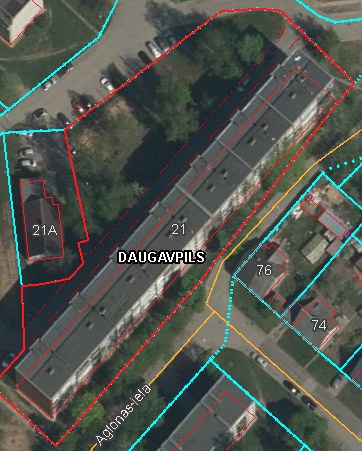 21
21A
DAUGAVPILS
76
74
Aglonas-iela